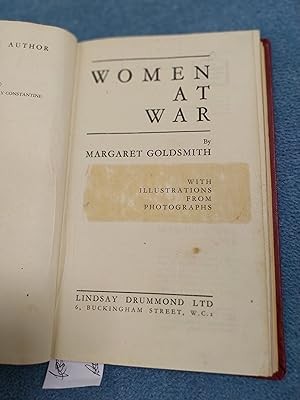 AUTHOR
Y CONSTANTINE
WOMEN
AT
WAR
By
MARGARET GOLDSMITH
WITH
ILLUSTRATIONS
FROM
PHOTOGRAPHS
LINDSAY DRUMMOND LTD
6, BUCKINGHAM STREET, W.C.2